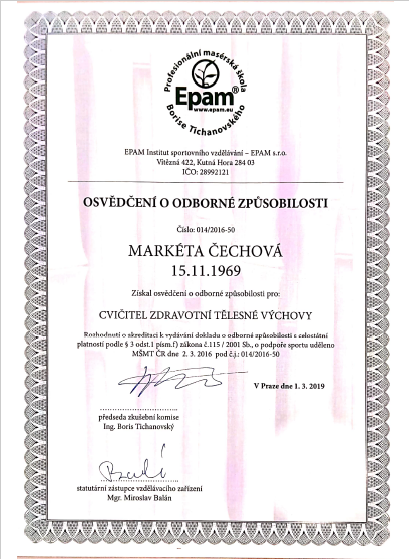 Profesionální masérská škola
Epam®
www.epam.eu
Borise Tichanovského
EPAM Institut sportovního vzdělávání – EPAM s.r.o.
Vítězná 422, Kutná Hora 284 03
IČO: 28992121
OSVĚDČENÍ O ODBORNÉ ZPŮSOBILOSTI
Číslo: 014/2016-50
MARKÉTA ČECHOVÁ
15.11.1969
Získal osvědčení o odborné způsobilosti pro:
CVIČITEL ZDRAVOTNÍ TĚLESNÉ VÝCHOVY
Rozhodnutí o akreditaci k vydávání dokladu o odborné způsobilosti s celostátní
platností podle § 3 odst.1 písm.f) zákona č.115 / 2001 Sb., o podpoře sportu uděleno
MŠMT ČR dne 2. 3. 2016 pod č.j.: 014/2016-50
V Praze dne 1. 3. 2019
předseda zkušební komise
Ing. Boris Tichanovský
statutární zástupce vzdělávacího zařízení
Mgr. Miroslav Balán